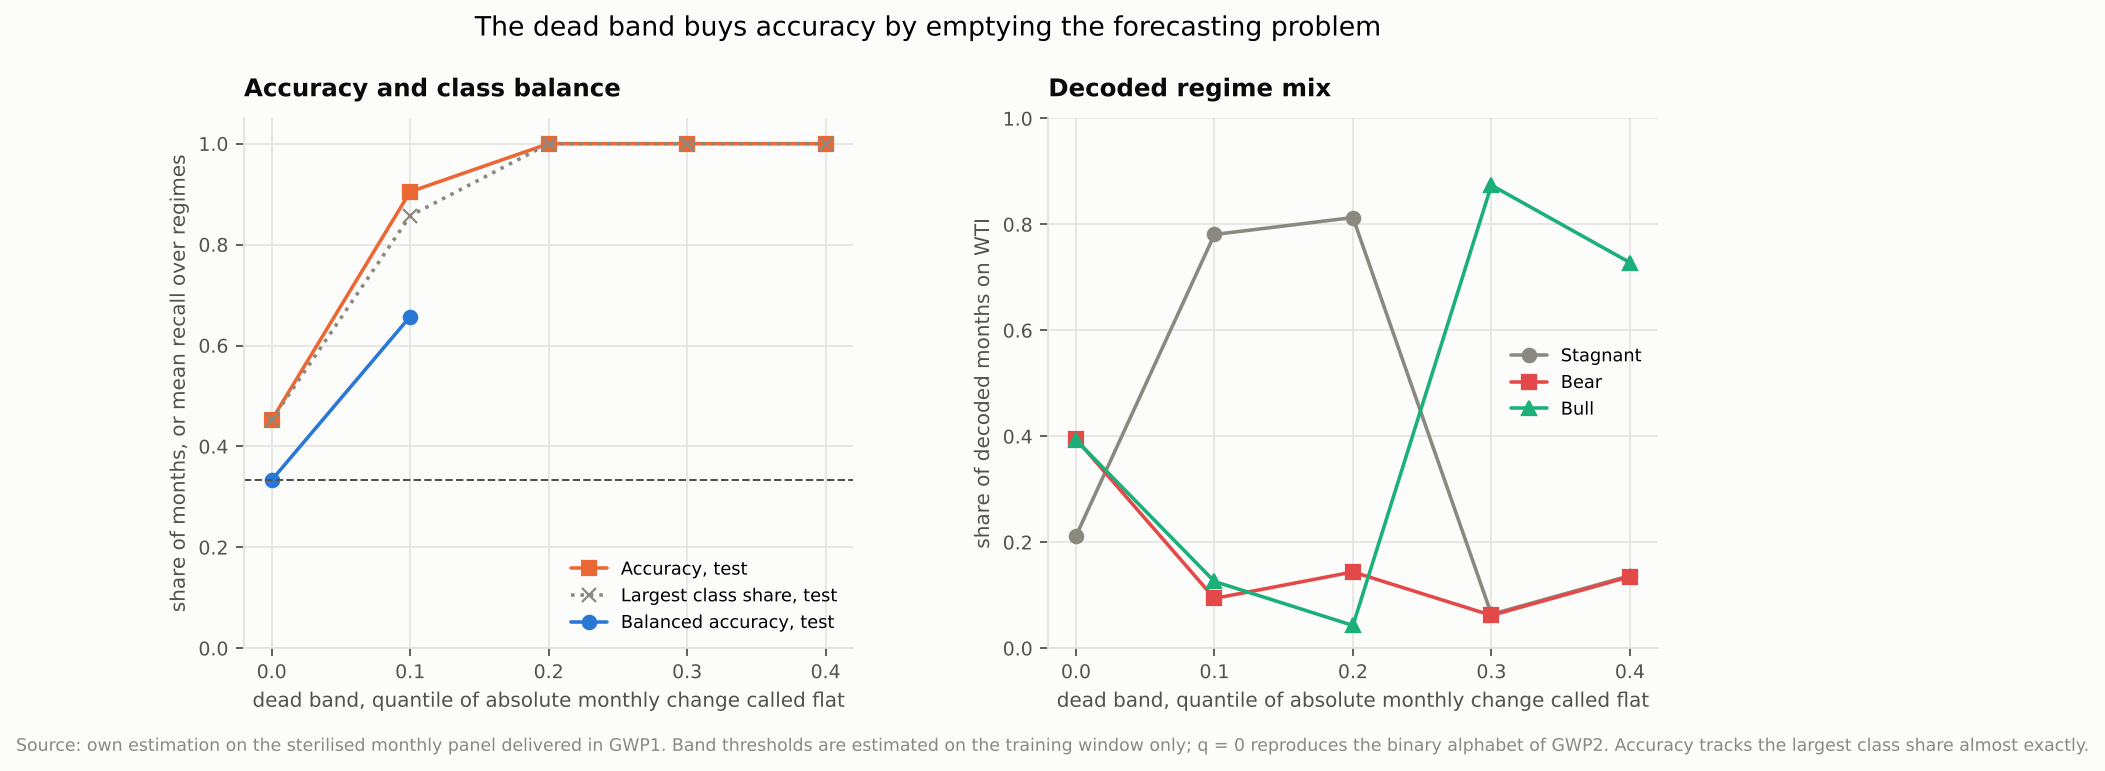 The dead band buys accuracy by emptying the forecasting problem
Accuracy and class balance
share of months, or mean recall over regimes
1.0
0.8
0.6
0.4
0.2
0.0
0.0 0.1 0.2 0.3 0.4
dead band, quantile of absolute monthly change called flat
Accuracy, test
Largest class share, test
Balanced accuracy, test
Decoded regime mix
share of decoded months on WTI
1.0
0.8
0.6
0.4
0.2
0.0
0.0 0.1 0.2 0.3 0.4
dead band, quantile of absolute monthly change called flat
Stagnant
Bear
Bull
Source: own estimation on the sterilised monthly panel delivered in GWP1. Band thresholds are estimated on the training window only; q = 0 reproduces the binary alphabet of GWP2. Accuracy tracks the largest class share almost exactly.